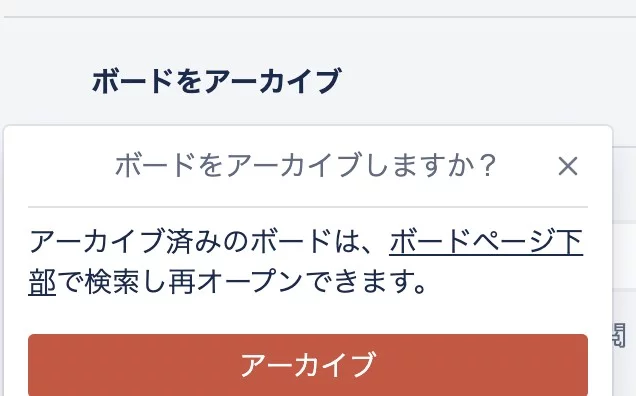 ボードをアーカイブ
ボードをアーカイブしますか？
アーカイブ済みのボードは、ボードページ下
部で検索し再オープンできます。
閲
アーカイブ